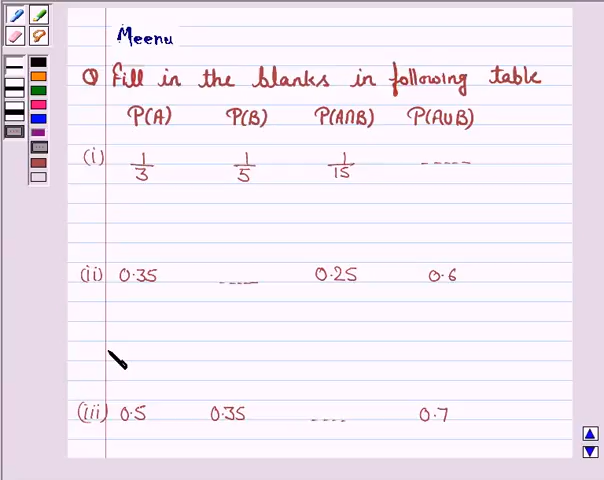 Meenu
Q Fill in the blanks in following table
P(A) P(B) P(A∩B) P(A∪B)
(i) 1/3 1/5 1/15 -----
(ii) 0.35 ---- 0.25 0.6
(iii) 0.5 0.35 ---- 0.7